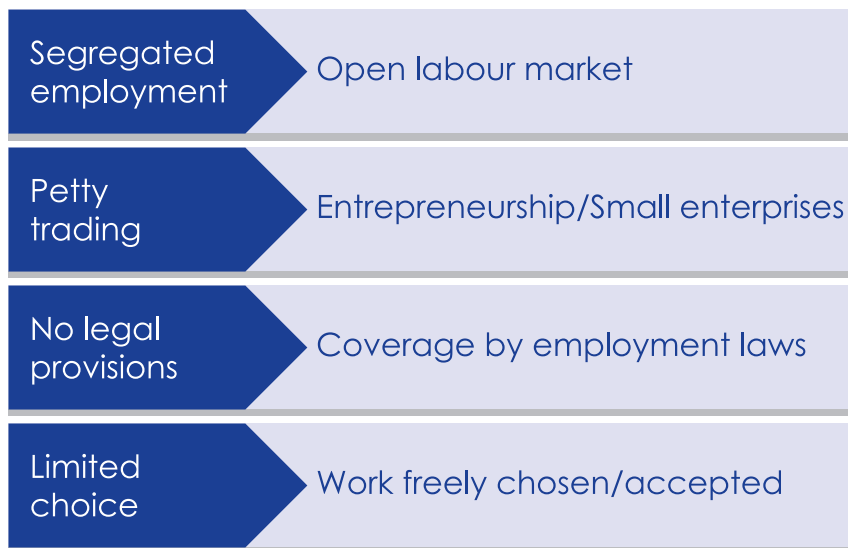 Segregated
employment
Open labour market
Petty
trading
Entrepreneurship/Small enterprises
No legal
provisions
Coverage by employment laws
Limited
choice
Work freely chosen/accepted